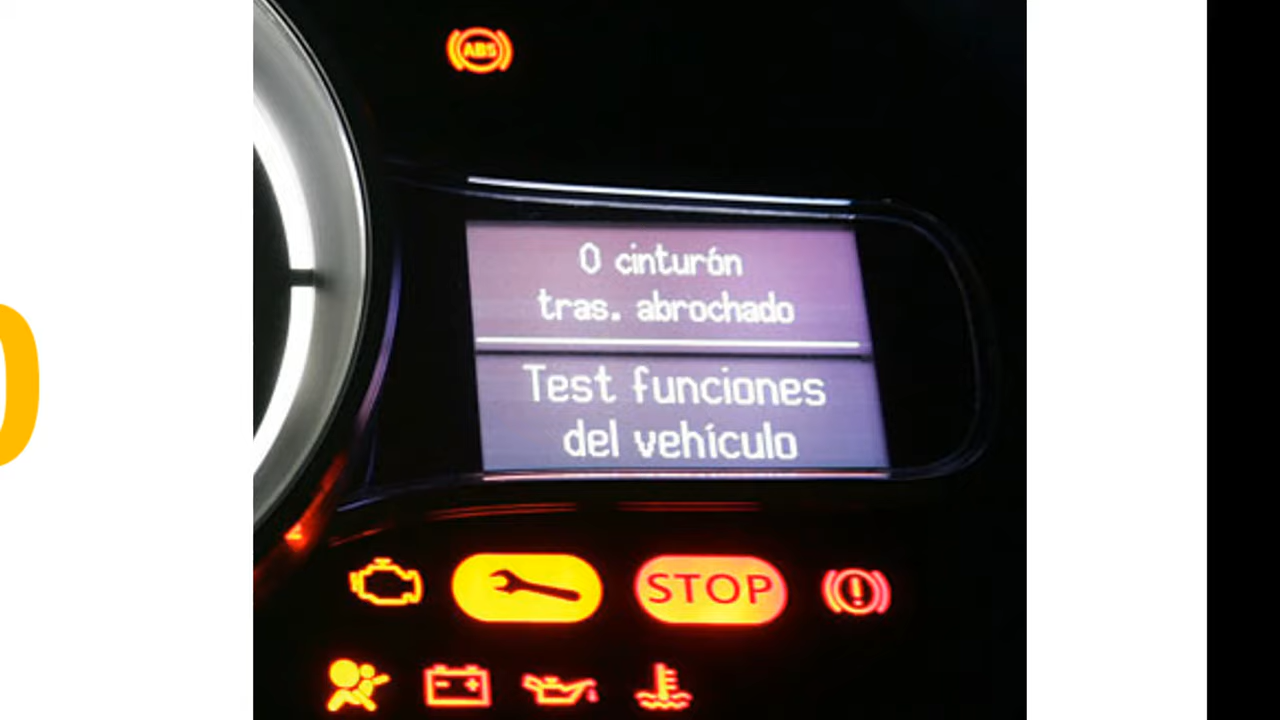 ABS
0 cinturón
tras. abrochado
Test funciones
del vehículo
STOP